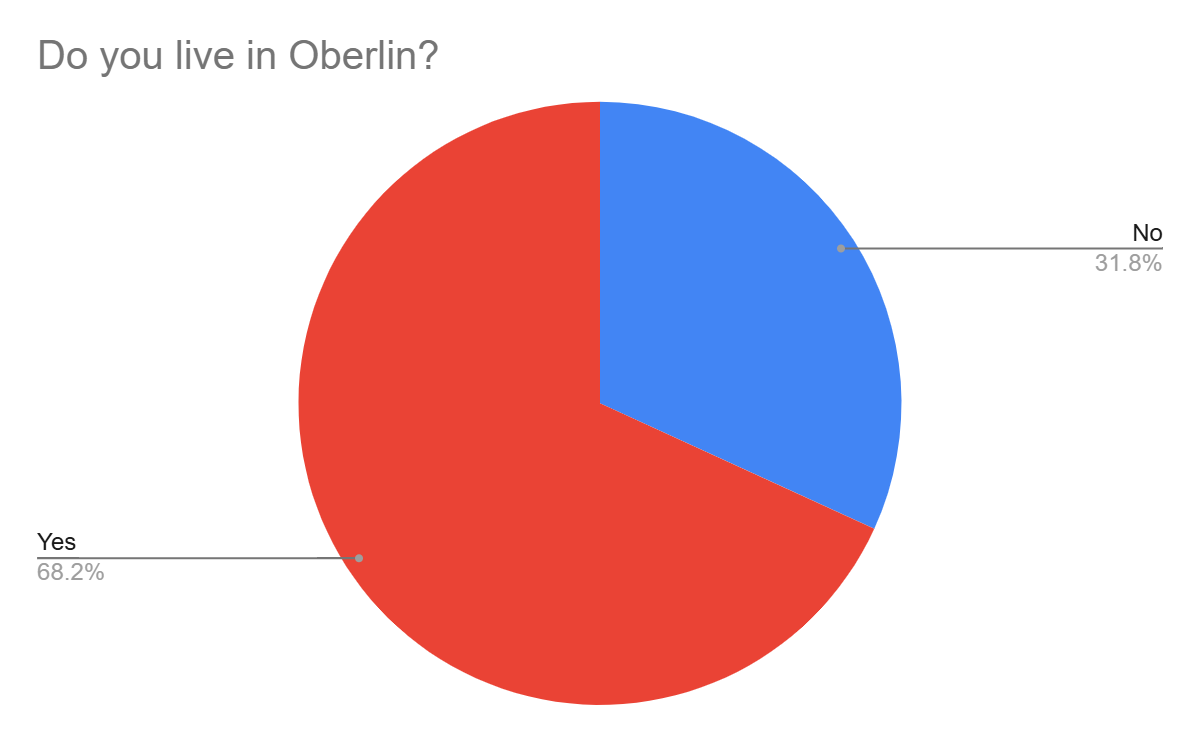 Do you live in Oberlin?
No
31.8%
Yes
68.2%